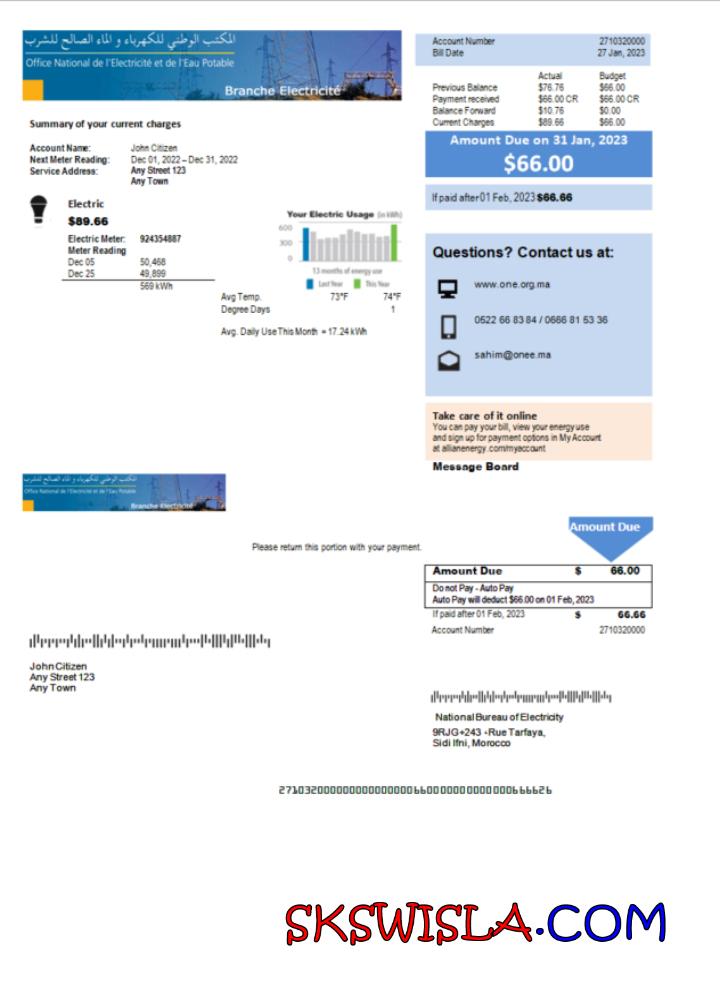 المكتب الوطني للكهرباء و الماء الصالح للشرب
Office National de l'Electricité et de l'Eau Potable
Branche Electricité
Account Number 2710320000
Bill Date 27 Jan, 2023
Actual Budget
Previous Balance $76.76 $66.00
Payment received $66.00 CR $66.00 CR
Balance Forward $10.76 $0.00
Current Charges $89.66 $66.00
Amount Due on 31 Jan, 2023
$66.00
If paid after 01 Feb, 2023 $66.66
Summary of your current charges
Account Name: John Citizen
Next Meter Reading: Dec 01, 2022 – Dec 31, 2022
Service Address: Any Street 123
Any Town
Electric
$89.66
Electric Meter: 924354887
Meter Reading
Dec 05 50,468
Dec 25 49,899
569 kWh
Your Electric Usage (in kWh)
600
300
0
13 months of energy use
Last Year This Year
Avg Temp. 73°F 74°F
Degree Days 1
Avg. Daily Use This Month = 17.24 kWh
Questions? Contact us at:
www.one.org.ma
0522 66 83 84 / 0666 81 53 36
sahim@onee.ma
Take care of it online
You can pay your bill, view your energy use
and sign up for payment options in My Account
at allianenergy.com/myaccount
Message Board
المكتب الوطني للكهرباء و الماء الصالح للشرب
Office National de l'Electricité et de l'Eau Potable
Branche Electricité
Please return this portion with your payment.
Amount Due
Amount Due $ 66.00
Do not Pay - Auto Pay
Auto Pay will deduct $66.00 on 01 Feb, 2023
If paid after 01 Feb, 2023 $ 66.66
Account Number 2710320000
John Citizen
Any Street 123
Any Town
National Bureau of Electricity
9RJG+243 ، Rue Tarfaya,
Sidi Ifni, Morocco
SKSWISLA.COM